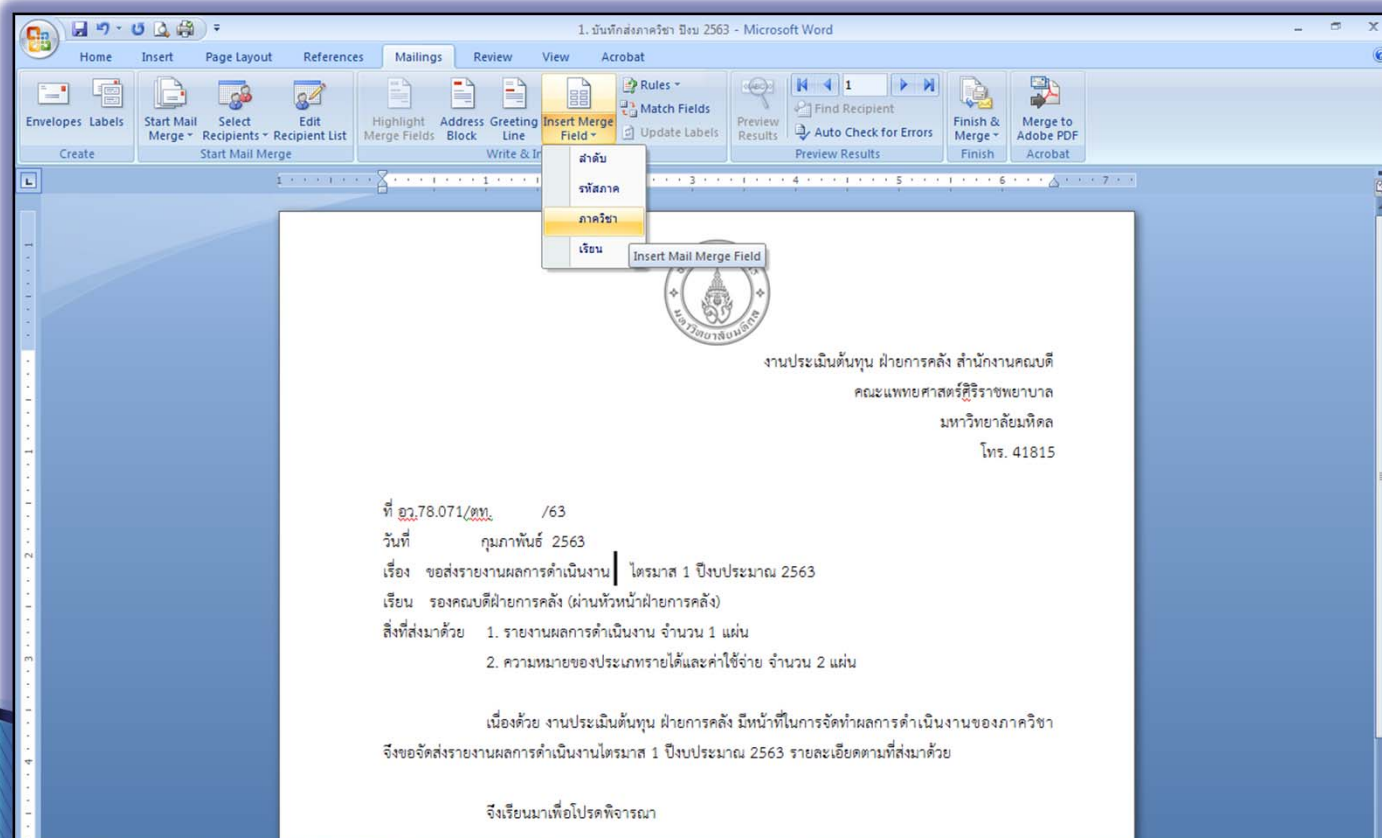 1. บันทึกส่งภาควิชา ปีงบ 2563 - Microsoft Word
Home Insert Page Layout References Mailings Review View Acrobat
Envelopes Labels Start Mail Merge Select Recipients Edit Recipient List Highlight Merge Fields Address Block Greeting Line Insert Merge Field Rules Match Fields Update Labels Preview Results 1 Find Recipient Auto Check for Errors Finish & Merge Merge to Adobe PDF
Create Start Mail Merge Write & In Preview Results Finish Acrobat
ลำดับ
รหัสภาค
ภาควิชา
เรียน
Insert Mail Merge Field
1 1 3 4 5 6 7
มหาวิทยาลัยมหิดล
งานประเมินต้นทุน ฝ่ายการคลัง สำนักงานคณบดี
คณะแพทยศาสตร์ศิริราชพยาบาล
มหาวิทยาลัยมหิดล
โทร. 41815
ที่ อว.78.071/ตท. /63
วันที่ กุมภาพันธ์ 2563
เรื่อง ขอส่งรายงานผลการดำเนินงาน ไตรมาส 1 ปีงบประมาณ 2563
เรียน รองคณบดีฝ่ายการคลัง (ผ่านหัวหน้าฝ่ายการคลัง)
สิ่งที่ส่งมาด้วย 1. รายงานผลการดำเนินงาน จำนวน 1 แผ่น
2. ความหมายของประเภทรายได้และค่าใช้จ่าย จำนวน 2 แผ่น
เนื่องด้วย งานประเมินต้นทุน ฝ่ายการคลัง มีหน้าที่ในการจัดทำผลการดำเนินงานของภาควิชา
จึงขอจัดส่งรายงานผลการดำเนินงานไตรมาส 1 ปีงบประมาณ 2563 รายละเอียดตามที่ส่งมาด้วย
จึงเรียนมาเพื่อโปรดพิจารณา